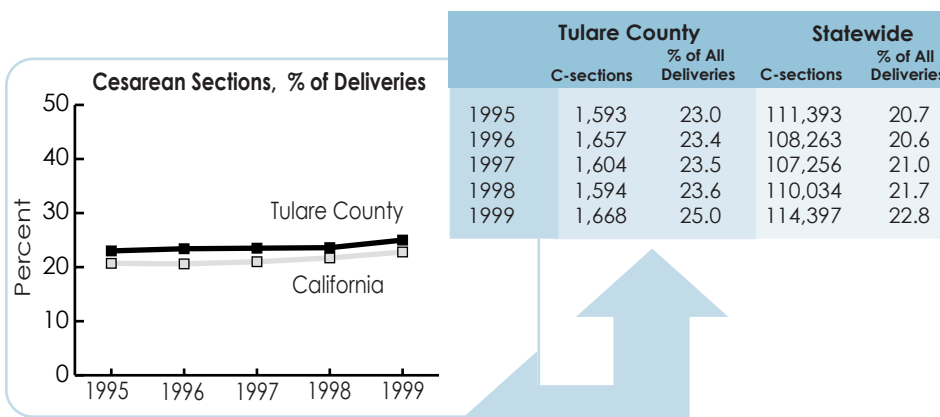 Cesarean Sections, % of Deliveries
50
40
30
20
10
0
Percent
Tulare County
California
1995 1996 1997 1998 1999
Tulare County Statewide
% of All % of All
C-sections Deliveries C-sections Deliveries
1995 1,593 23.0 111,393 20.7
1996 1,657 23.4 108,263 20.6
1997 1,604 23.5 107,256 21.0
1998 1,594 23.6 110,034 21.7
1999 1,668 25.0 114,397 22.8